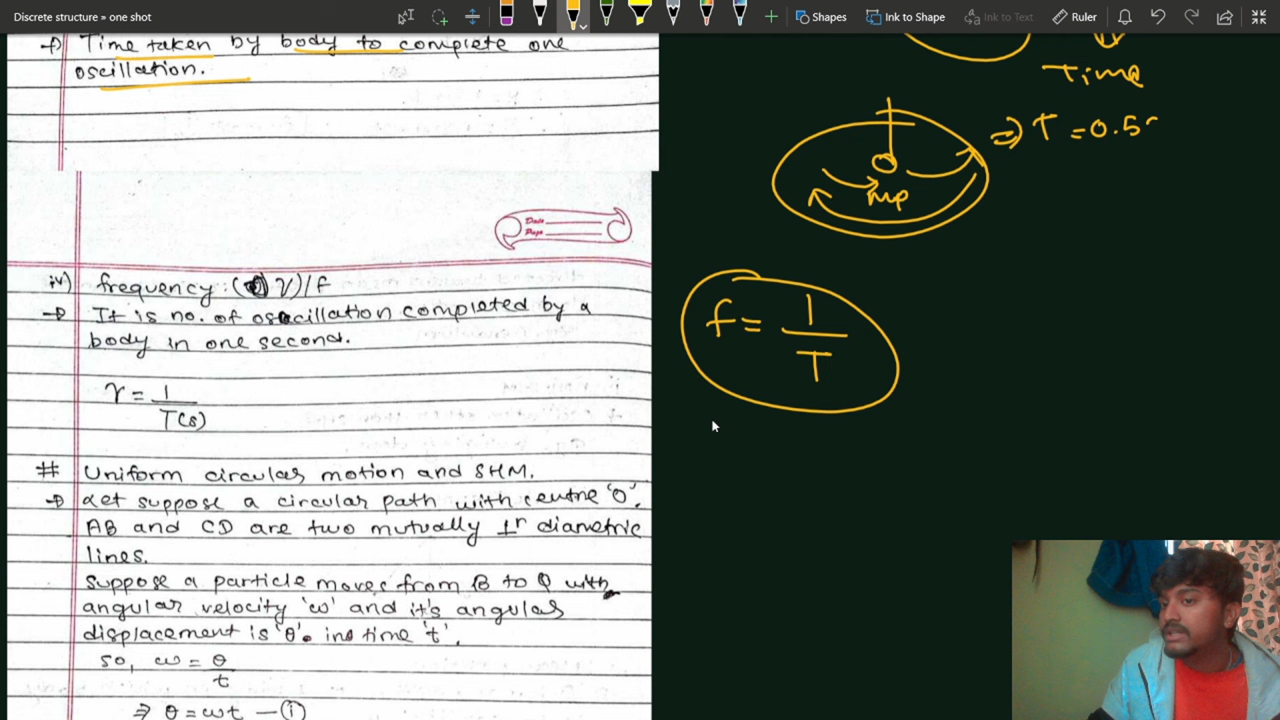 Discrete structure » one shot
Shapes
Ink to Shape
Ink to Text
Ruler
Time taken by body to complete one
oscillation.
Date
Page
iv) frequency: (ν)/f
→ It is no. of oscillation completed by a
body in one second.
γ = 1
T(s)
# Uniform circular motion and SHM.
→ Let suppose a circular path with centre 'O'.
AB and CD are two mutually ⊥r diametric
lines.
Suppose a particle moves from B to Q with
angular velocity 'ω' and it's angular
displacement is 'θ'. in time 't'.
so, ω = θ
t
⇒ θ = ωt —(i)
Time
⇒ T = 0.5
mp
f = 1
T